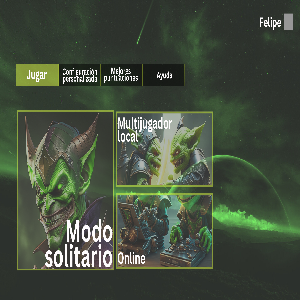 Felipe
Jugar
Configuración
personalizada
Mejores
puntuaciones
Ayuda
Multijugador
local
Modo
solitario
Online